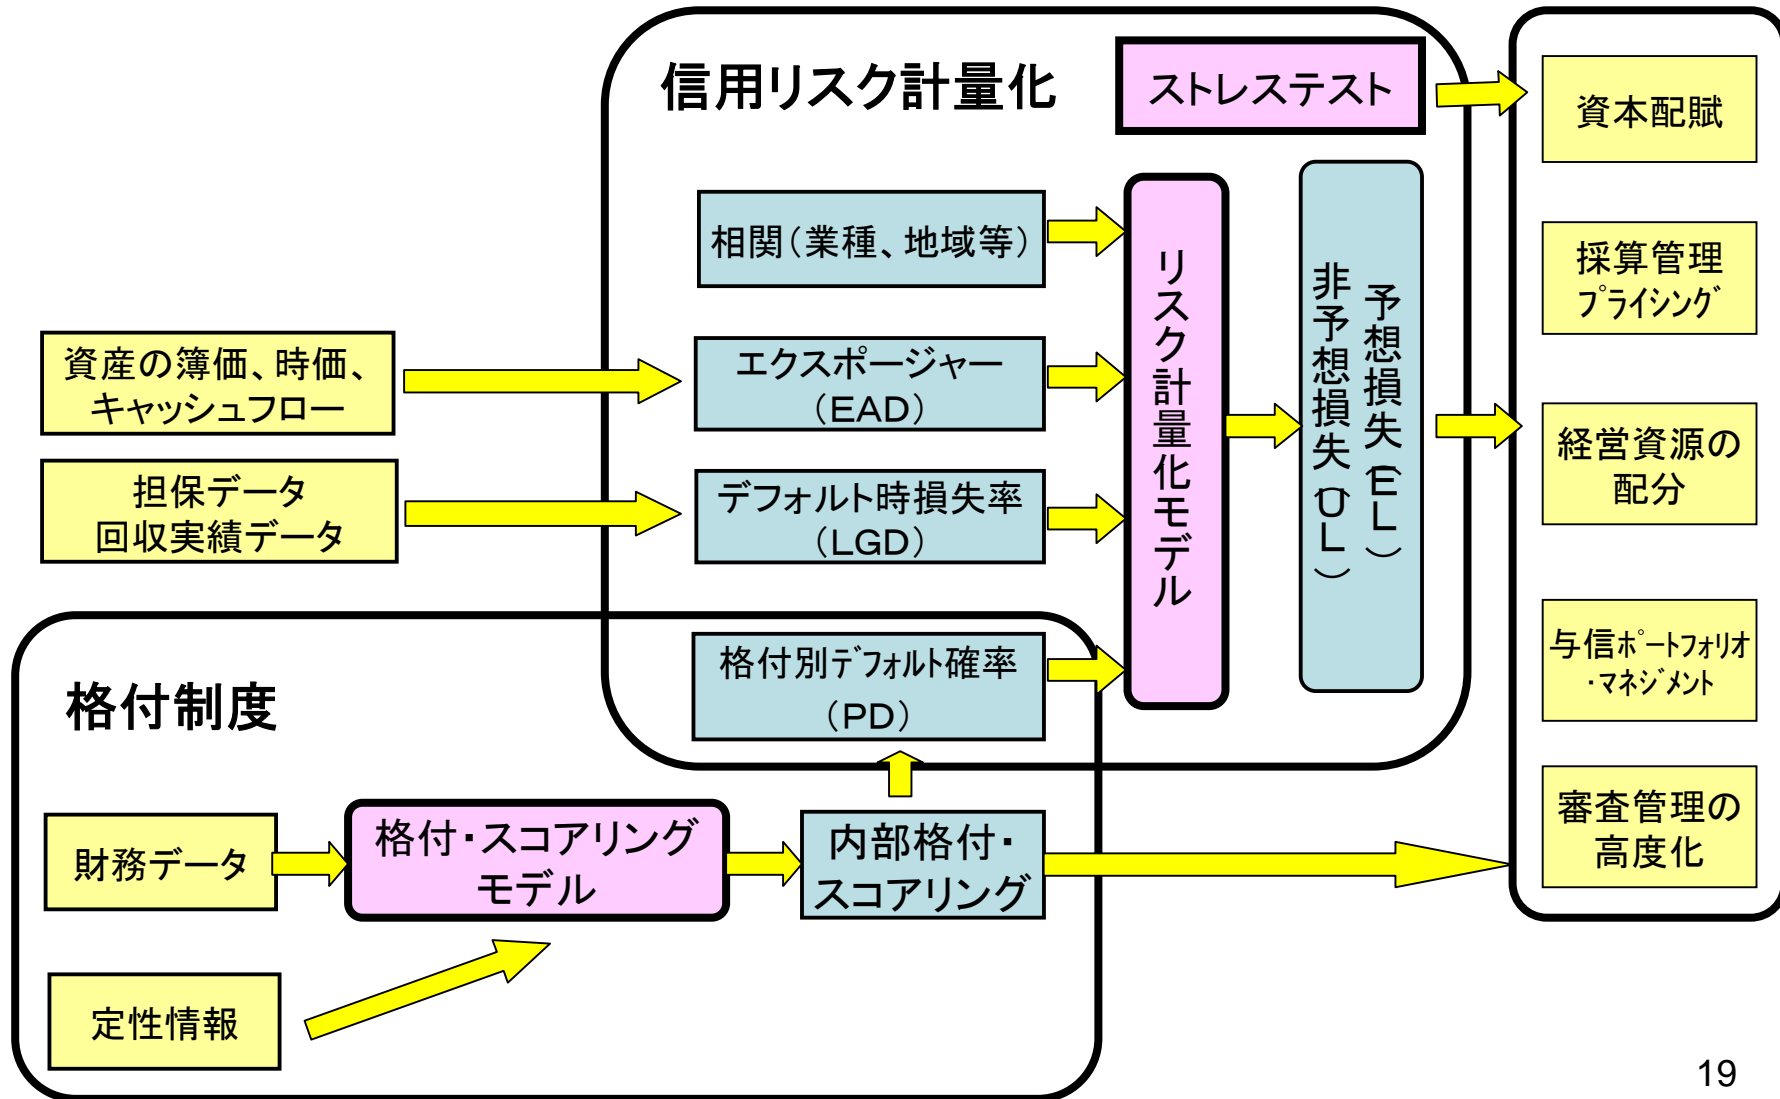 信用リスク計量化
ストレステスト
資本配賦
相関(業種、地域等)
採算管理
プライシング
資産の簿価、時価、
キャッシュフロー
エクスポージャー
(EAD)
リスク計量化モデル
予想損失(EL)
非予想損失(UL)
経営資源の
配分
担保データ
回収実績データ
デフォルト時損失率
(LGD)
格付別デフォルト確率
(PD)
与信ポートフォリオ
・マネジメント
格付制度
財務データ
格付・スコアリング
モデル
内部格付・
スコアリング
審査管理の
高度化
定性情報
19